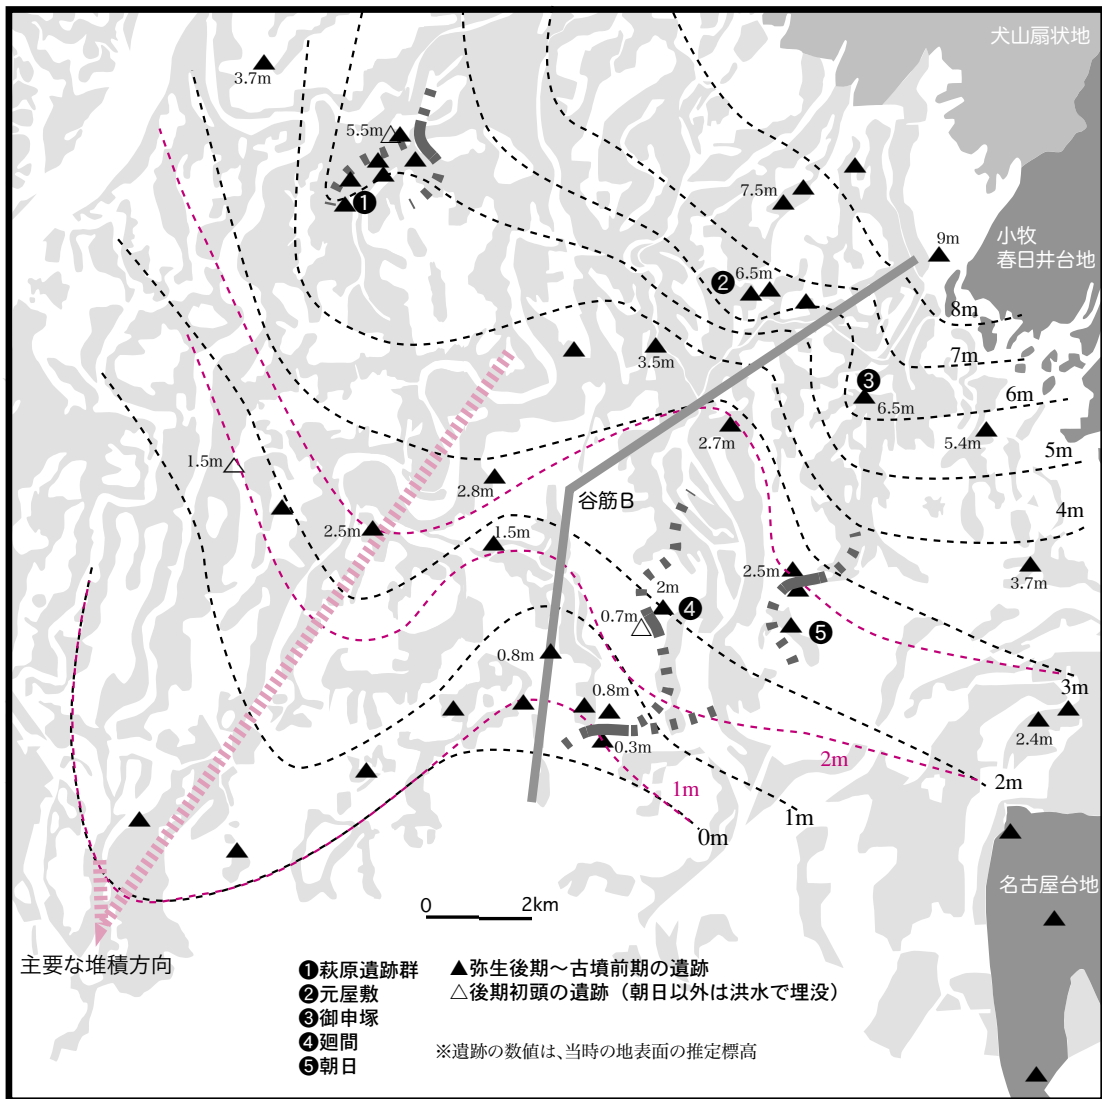 犬山扇状地
3.7m
5.5m
❶
7.5m
小牧
春日井台地
9m
❷
6.5m
8m
7m
3.5m
❸
6.5m
6m
2.7m
5.4m
5m
1.5m
2.8m
谷筋B
4m
2.5m
1.5m
2.5m
3.7m
2m
❹
0.7m
❺
0.8m
3m
0.8m
2.4m
0.3m
2m
2m
1m
1m
0m
名古屋台地
0 2km
主要な堆積方向
❶萩原遺跡群
❷元屋敷
❸御申塚
❹廻間
❺朝日
▲弥生後期〜古墳前期の遺跡
△後期初頭の遺跡（朝日以外は洪水で埋没）
※遺跡の数値は、当時の地表面の推定標高